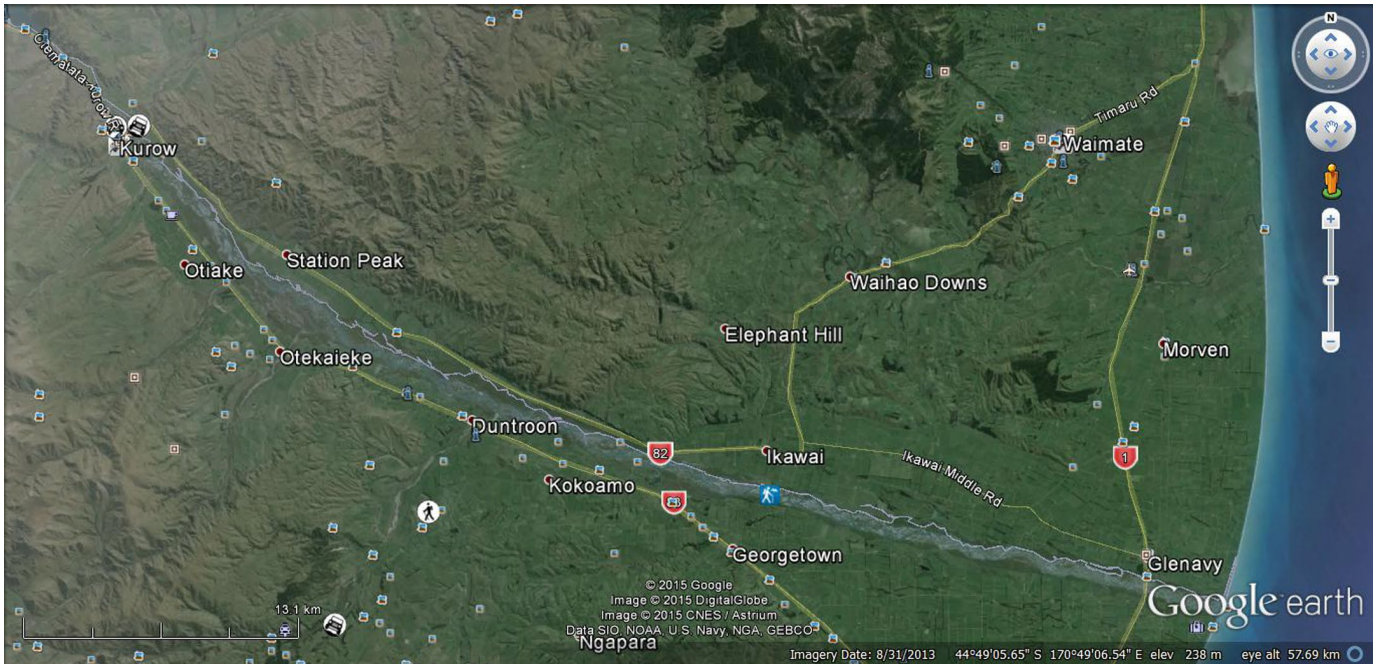 N
Otematata-Kurow R
Timaru Rd
Kurow
Waimate
Station Peak
Otiake
Waihao Downs
Elephant Hill
Otekaieke
Morven
Duntroon
82
Ikawai
1
Ikawai Middle Rd
Kokoamo
83
Georgetown
Glenavy
© 2015 Google
Image © 2015 DigitalGlobe
Image © 2015 CNES / Astrium
Data SIO, NOAA, U.S. Navy, NGA, GEBCO
Google earth
13.1 km
Ngapara
Imagery Date: 8/31/2013 44°49'05.65" S 170°49'06.54" E elev 238 m eye alt 57.69 km